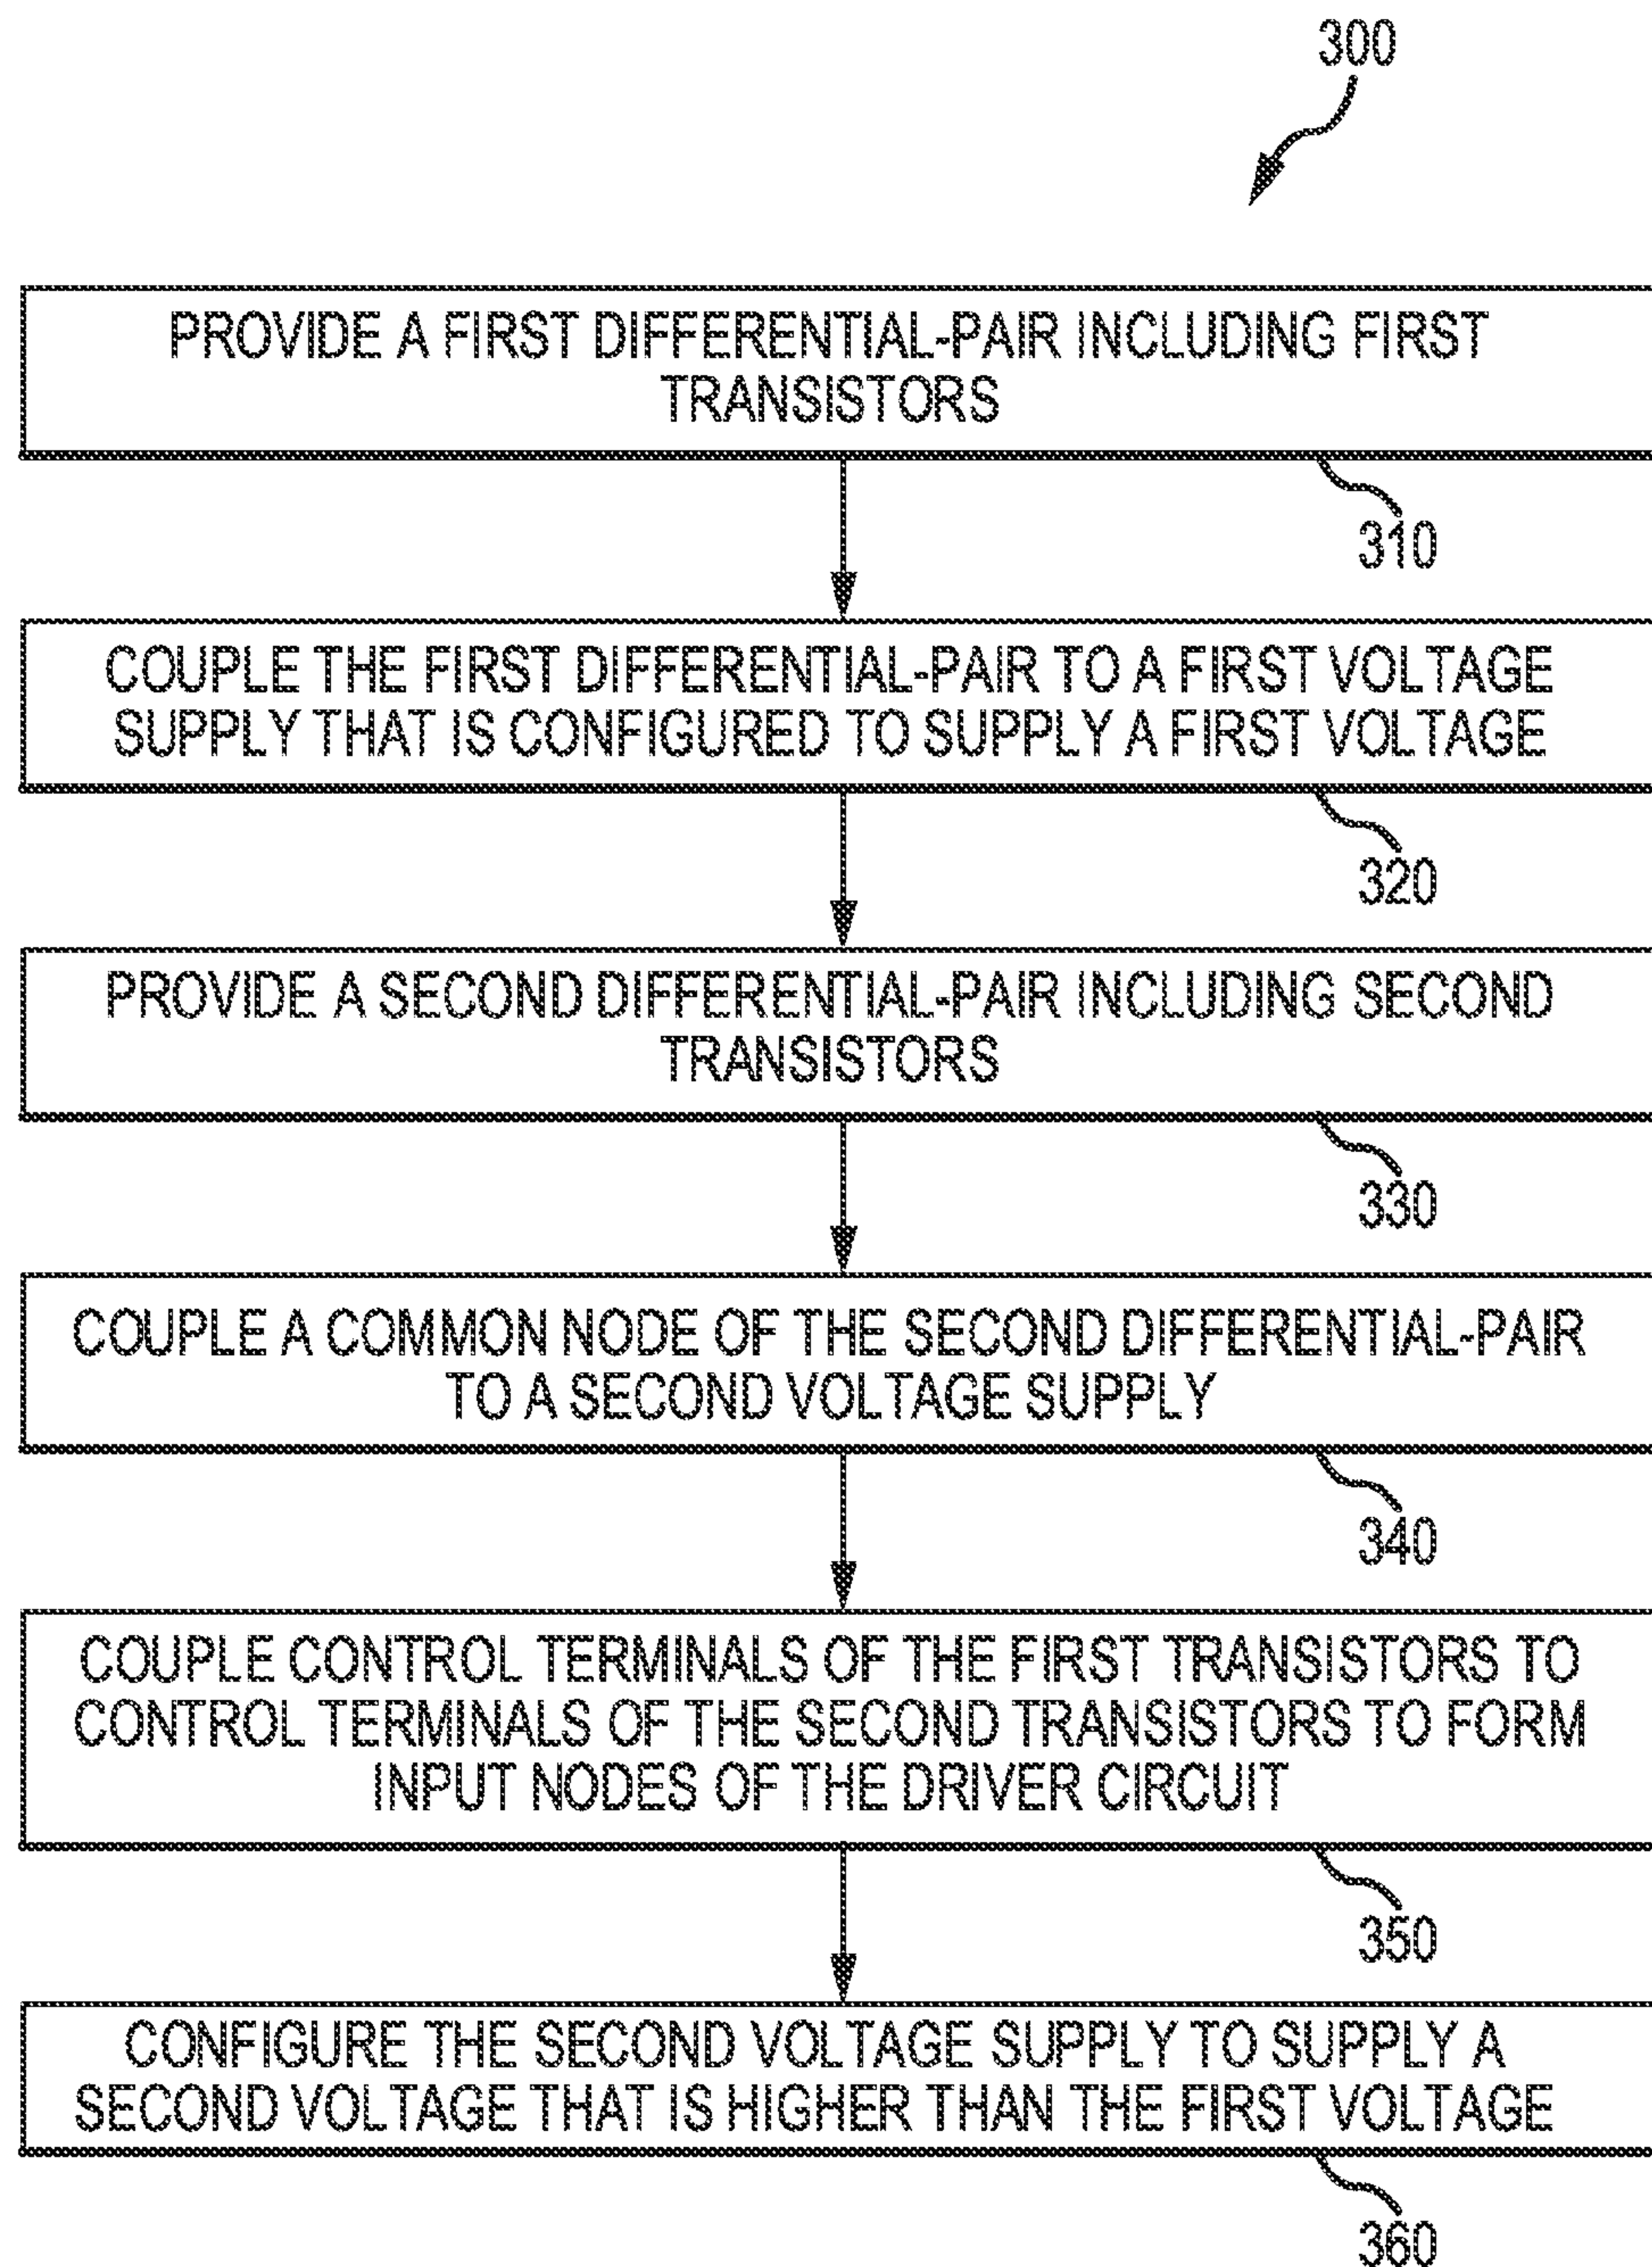 300
PROVIDE A FIRST DIFFERENTIAL-PAIR INCLUDING FIRST
TRANSISTORS
310
COUPLE THE FIRST DIFFERENTIAL-PAIR TO A FIRST VOLTAGE
SUPPLY THAT IS CONFIGURED TO SUPPLY A FIRST VOLTAGE
320
PROVIDE A SECOND DIFFERENTIAL-PAIR INCLUDING SECOND
TRANSISTORS
330
COUPLE A COMMON NODE OF THE SECOND DIFFERENTIAL-PAIR
TO A SECOND VOLTAGE SUPPLY
340
COUPLE CONTROL TERMINALS OF THE FIRST TRANSISTORS TO
CONTROL TERMINALS OF THE SECOND TRANSISTORS TO FORM
INPUT NODES OF THE DRIVER CIRCUIT
350
CONFIGURE THE SECOND VOLTAGE SUPPLY TO SUPPLY A
SECOND VOLTAGE THAT IS HIGHER THAN THE FIRST VOLTAGE
360